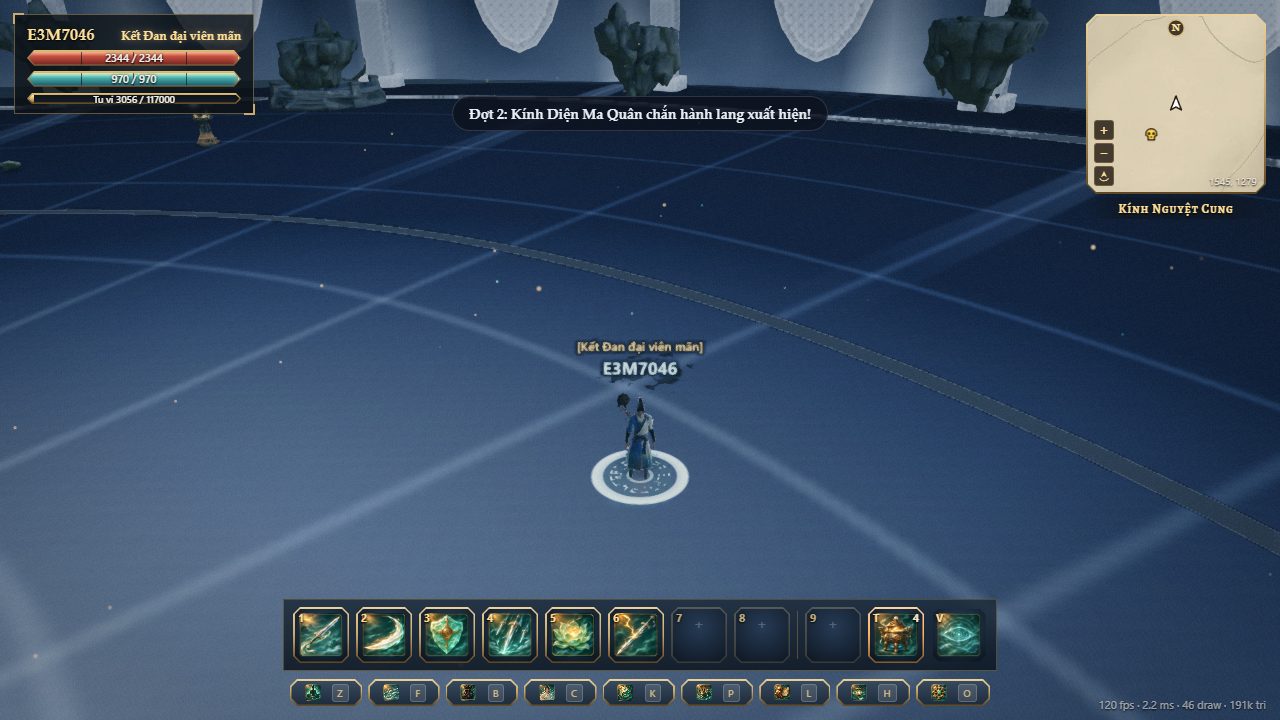 E3M7046 Kết Đan đại viên mãn
2344 / 2344
970 / 970
Tu vi 3056 / 117000
Đợt 2: Kính Diện Ma Quân chắn hành lang xuất hiện!
N
+
−
1545, 1279
Kính Nguyệt Cung
[Kết Đan đại viên mãn]
E3M7046
1 2 3 4 5 6 7 8 9 T 4 V
+ + +
Z F B C K P L H O
120 fps · 2.2 ms · 46 draw · 191k tri